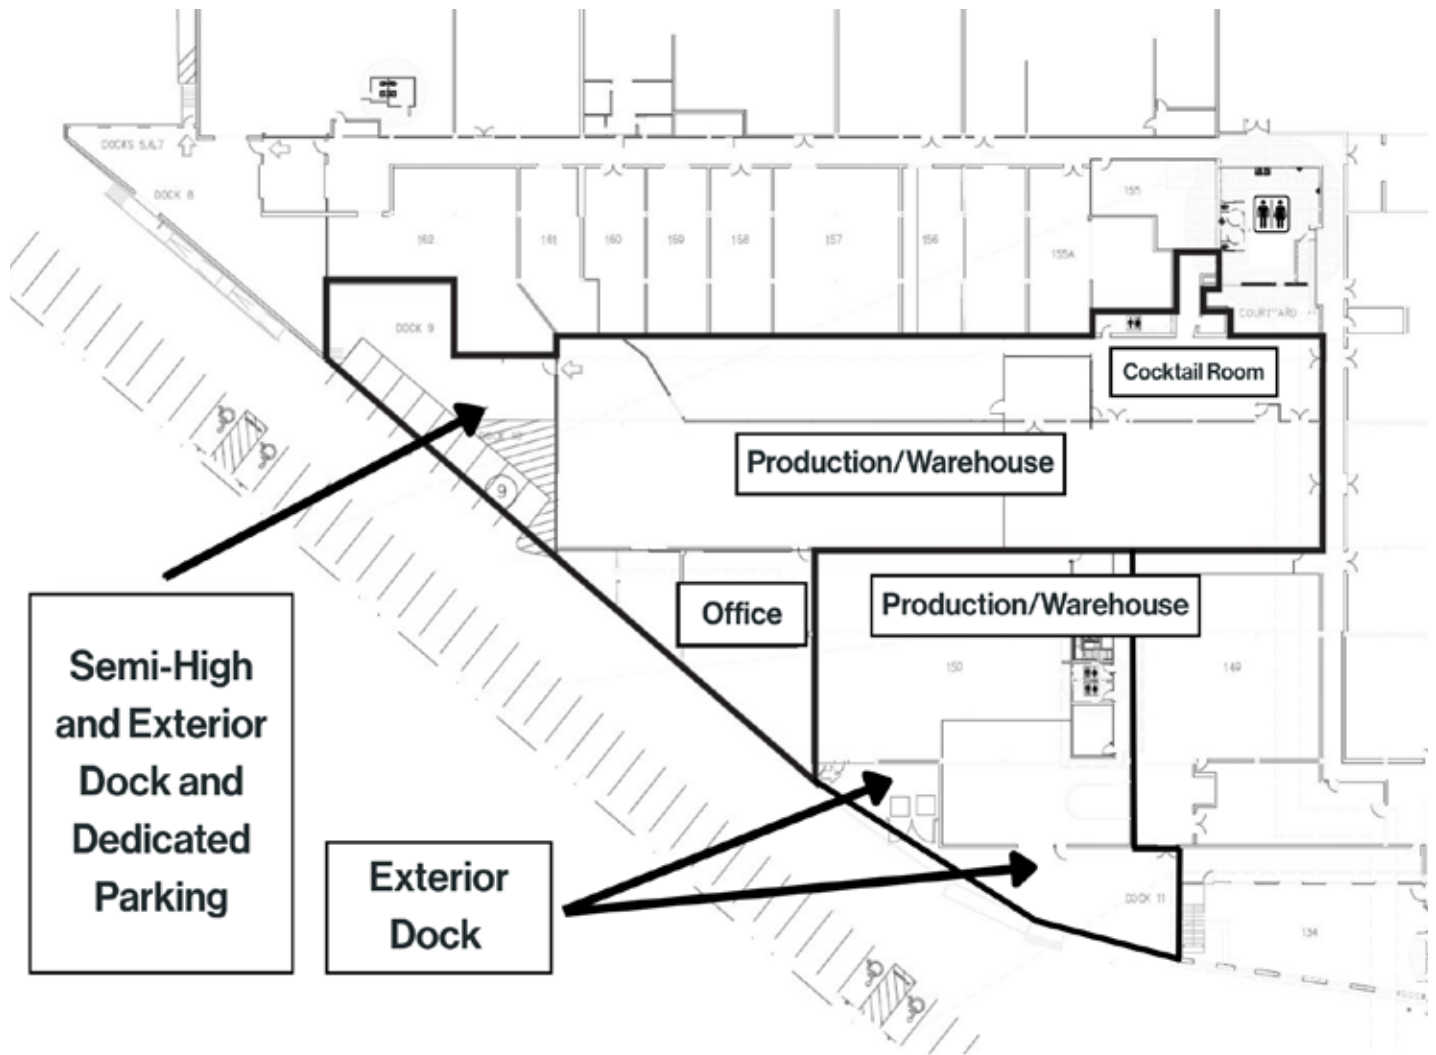 DOCKS 5,6,7
DOCK 8
155
162
161
160
159
158
157
156
155A
DOCK 9
COURTYARD
Cocktail Room
Production/Warehouse
9
Office
Production/Warehouse
150
149
Semi-High
and Exterior
Dock and
Dedicated
Parking
Exterior
Dock
DOCK 11
134